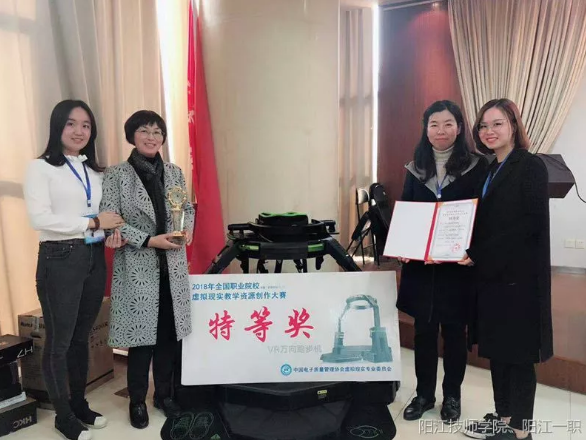 2018年全国职业院校
虚拟现实教学资源创作大赛
特等奖
VR万向跑步机
中国电子质量管理协会虚拟现实专业委员会
HKC
阳江技师学院、阳江一职